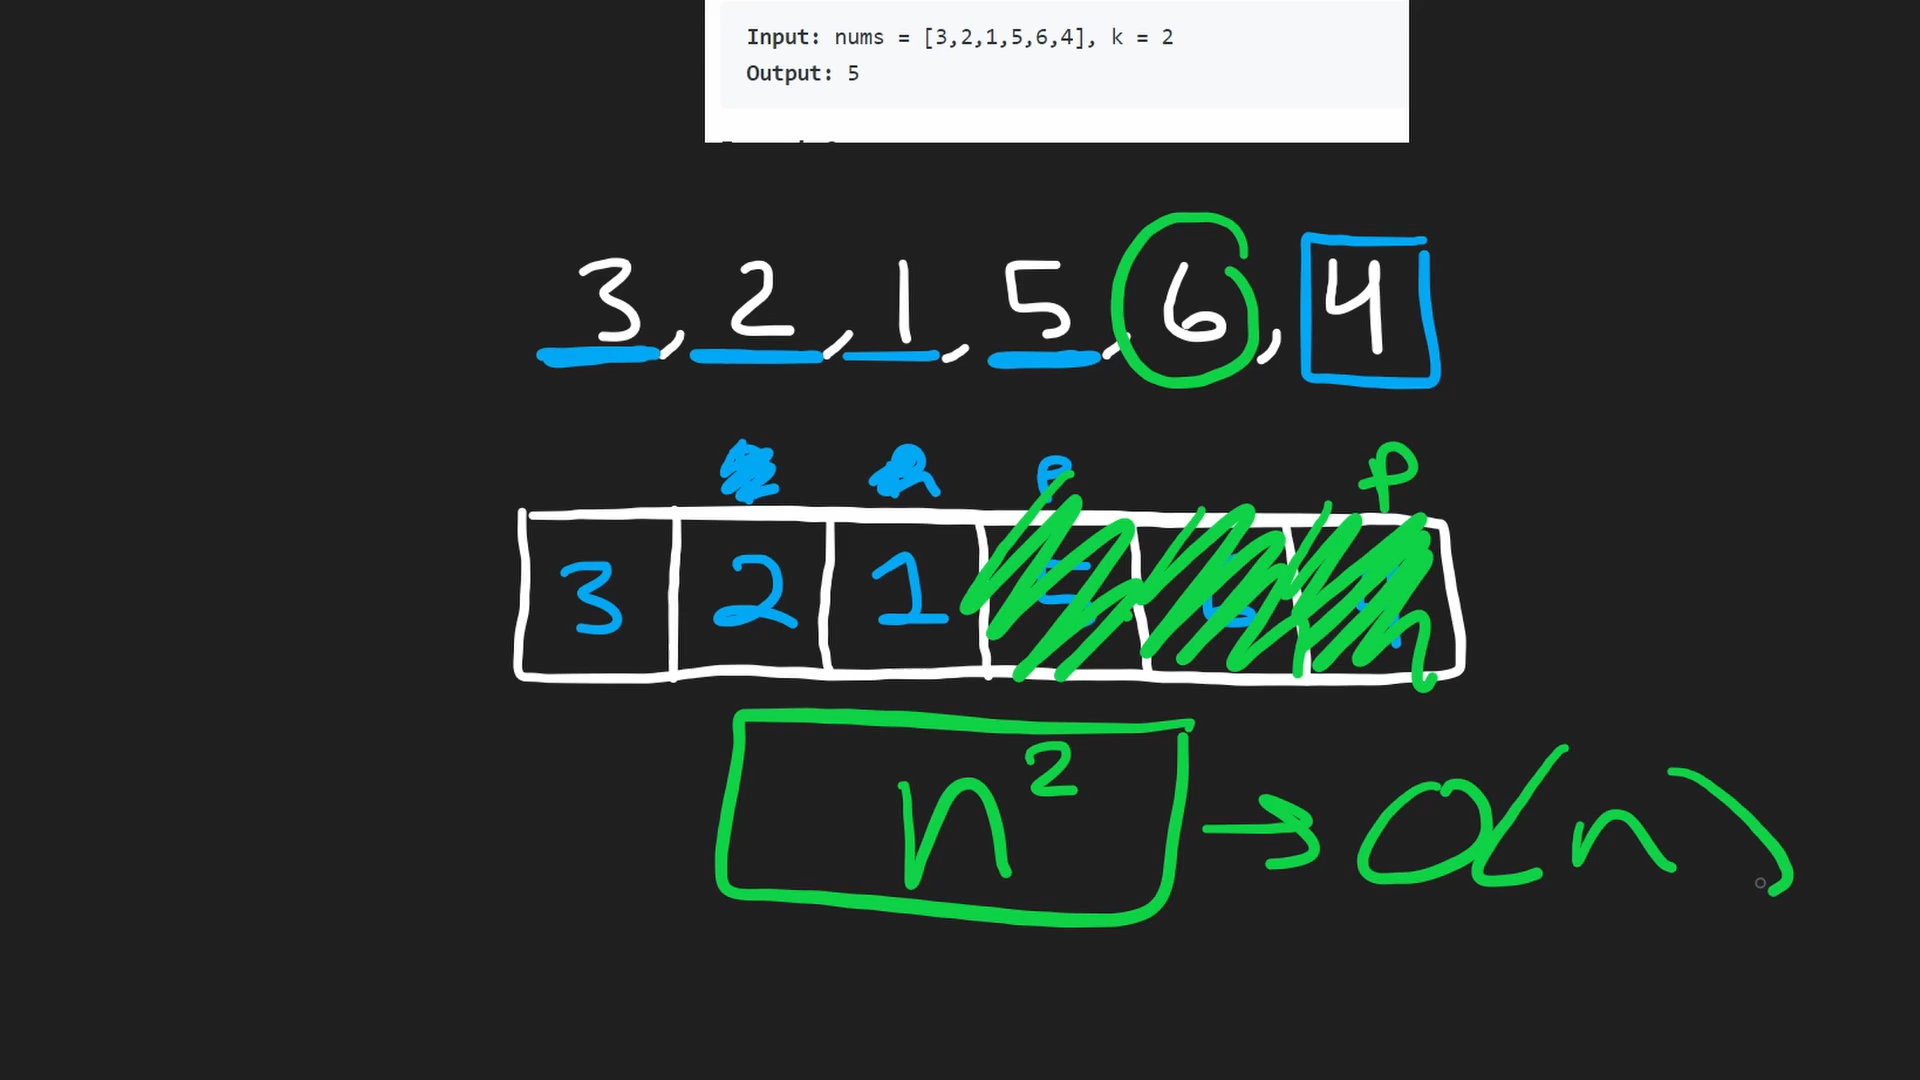 Input: nums = [3,2,1,5,6,4], k = 2
Output: 5
3, 2, 1, 5, 6, 4
P P
3 2 1
n² → O(n)